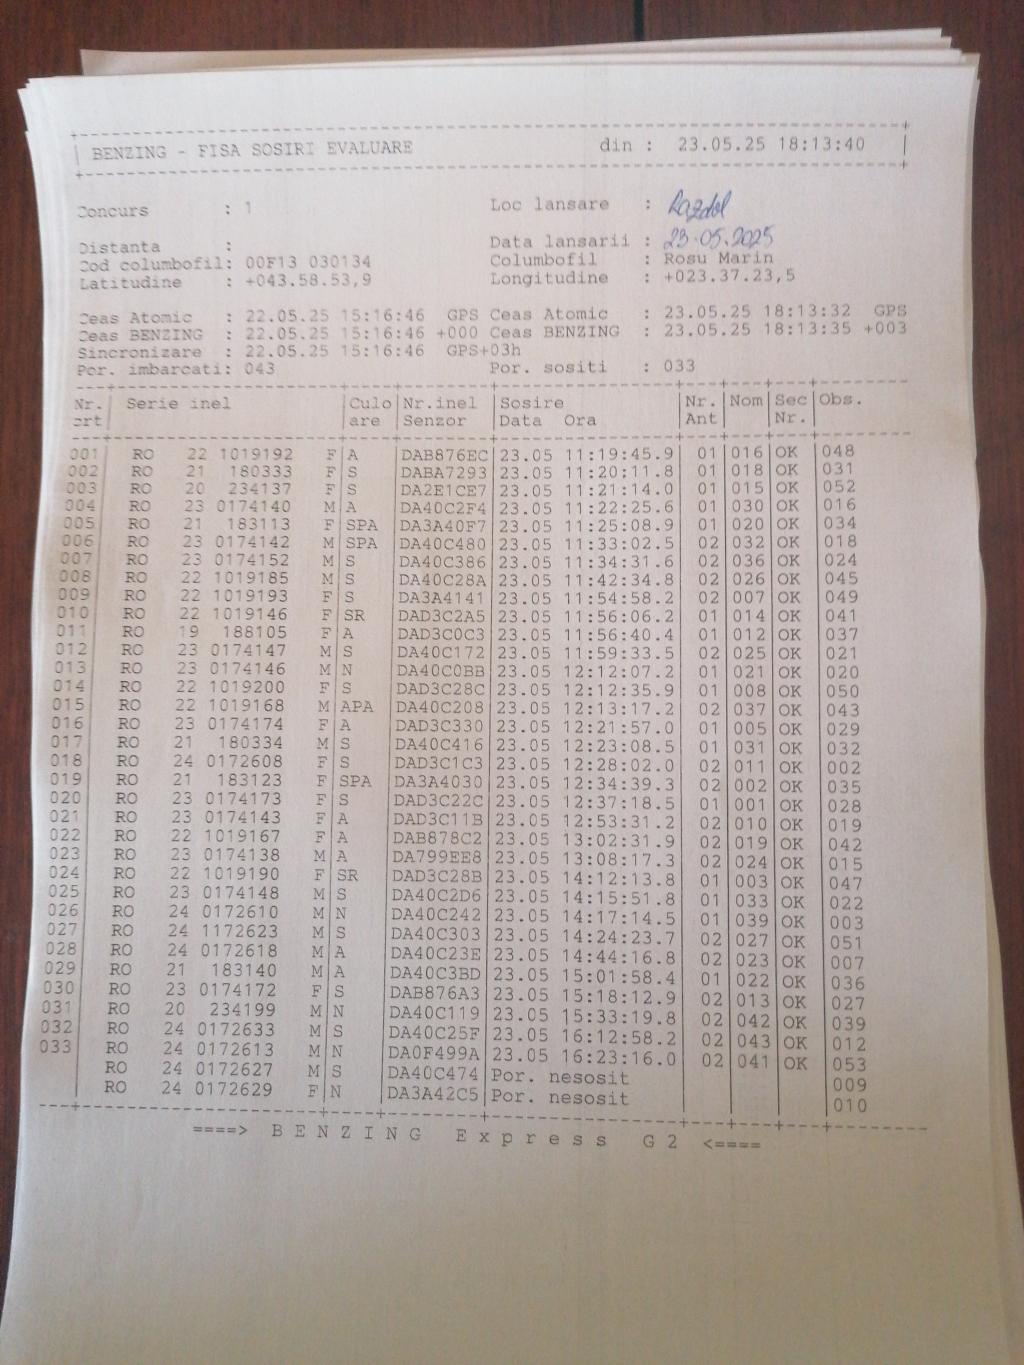 BENZING - FISA SOSIRI EVALUARE din : 23.05.25 18:13:40
Concurs : 1 Loc lansare : Razdol
Distanta : Data lansarii : 23.05.2025
Cod columbofil: 00F13 030134 Columbofil : Rosu Marin
Latitudine : +043.58.53,9 Longitudine : +023.37.23,5
Ceas Atomic : 22.05.25 15:16:46 GPS Ceas Atomic : 23.05.25 18:13:32 GPS
Ceas BENZING : 22.05.25 15:16:46 +000 Ceas BENZING : 23.05.25 18:13:35 +003
Sincronizare : 22.05.25 15:16:46 GPS+03h
Por. imbarcati: 043 Por. sositi : 033
Nr. Serie inel Culo Nr.inel Sosire Nr. Nom Sec Obs.
crt are Senzor Data Ora Ant Nr.
001 RO 22 1019192 F A DAB876EC 23.05 11:19:45.9 01 016 OK 048
002 RO 21 180333 F S DABA7293 23.05 11:20:11.8 01 018 OK 031
003 RO 20 234137 F S DA2E1CE7 23.05 11:21:14.0 01 015 OK 052
004 RO 23 0174140 M A DA40C2F4 23.05 11:22:25.6 01 030 OK 016
005 RO 21 183113 F SPA DA3A40F7 23.05 11:25:08.9 01 020 OK 034
006 RO 23 0174142 M SPA DA40C480 23.05 11:33:02.5 02 032 OK 018
007 RO 23 0174152 M S DA40C386 23.05 11:34:31.6 02 036 OK 024
008 RO 22 1019185 M S DA40C28A 23.05 11:42:34.8 02 026 OK 045
009 RO 22 1019193 F S DA3A4141 23.05 11:54:58.2 02 007 OK 049
010 RO 22 1019146 F SR DAD3C2A5 23.05 11:56:06.2 01 014 OK 041
011 RO 19 188105 F A DAD3C0C3 23.05 11:56:40.4 01 012 OK 037
012 RO 23 0174147 M S DA40C172 23.05 11:59:33.5 02 025 OK 021
013 RO 23 0174146 M N DA40C0BB 23.05 12:12:07.2 01 021 OK 020
014 RO 22 1019200 F S DAD3C28C 23.05 12:12:35.9 01 008 OK 050
015 RO 22 1019168 M APA DA40C208 23.05 12:13:17.2 02 037 OK 043
016 RO 23 0174174 F A DAD3C330 23.05 12:21:57.0 01 005 OK 029
017 RO 21 180334 M S DA40C416 23.05 12:23:08.5 01 031 OK 032
018 RO 24 0172608 F S DAD3C1C3 23.05 12:28:02.0 02 011 OK 002
019 RO 21 183123 F SPA DA3A4030 23.05 12:34:39.3 02 002 OK 035
020 RO 23 0174173 F S DAD3C22C 23.05 12:37:18.5 01 001 OK 028
021 RO 23 0174143 F A DAD3C11B 23.05 12:53:31.2 02 010 OK 019
022 RO 22 1019167 F A DAB878C2 23.05 13:02:31.9 02 019 OK 042
023 RO 23 0174138 M A DA799EE8 23.05 13:08:17.3 02 024 OK 015
024 RO 22 1019190 F SR DAD3C28B 23.05 14:12:13.8 01 003 OK 047
025 RO 23 0174148 M S DA40C2D6 23.05 14:15:51.8 01 033 OK 022
026 RO 24 0172610 M N DA40C242 23.05 14:17:14.5 01 039 OK 003
027 RO 24 1172623 M S DA40C303 23.05 14:24:23.7 02 027 OK 051
028 RO 24 0172618 M A DA40C23E 23.05 14:44:16.8 02 023 OK 007
029 RO 21 183140 M A DA40C3BD 23.05 15:01:58.4 01 022 OK 036
030 RO 23 0174172 F S DAB876A3 23.05 15:18:12.9 02 013 OK 027
031 RO 20 234199 M N DA40C119 23.05 15:33:19.8 02 042 OK 039
032 RO 24 0172633 M S DA40C25F 23.05 16:12:58.2 02 043 OK 012
033 RO 24 0172613 M N DA0F499A 23.05 16:23:16.0 02 041 OK 053
RO 24 0172627 M S DA40C474 Por. nesosit 009
RO 24 0172629 F N DA3A42C5 Por. nesosit 010
====> BENZING Express G2 <====